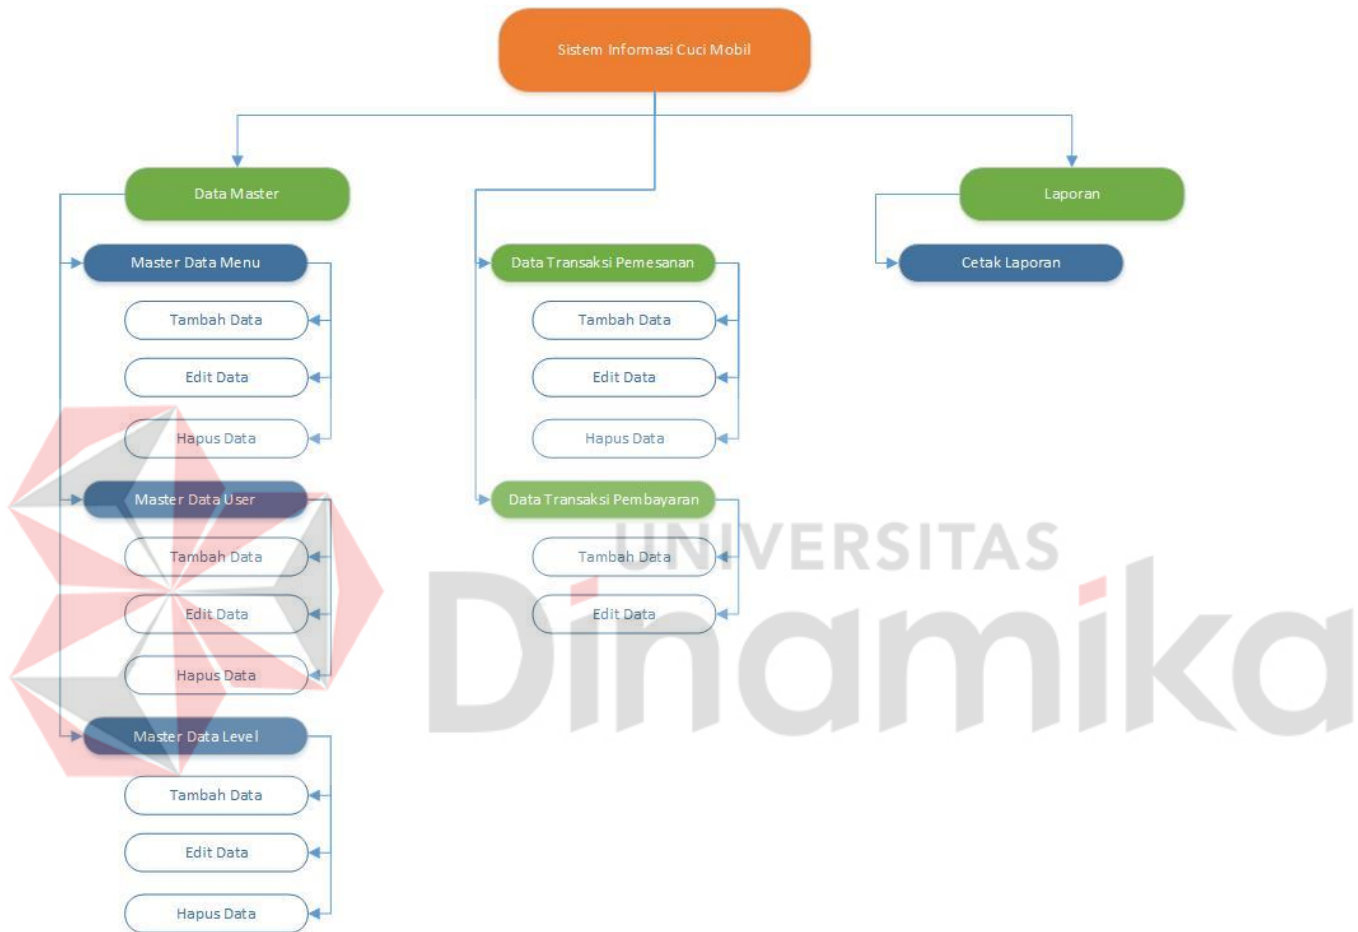 Sistem Informasi Cuci Mobil
Data Master
Laporan
Master Data Menu
Data Transaksi Pemesanan
Cetak Laporan
Tambah Data
Tambah Data
Edit Data
Edit Data
Hapus Data
Hapus Data
Master Data User
Data Transaksi Pembayaran
UNIVERSITAS
Dinamika
Tambah Data
Tambah Data
Edit Data
Edit Data
Hapus Data
Master Data Level
Tambah Data
Edit Data
Hapus Data